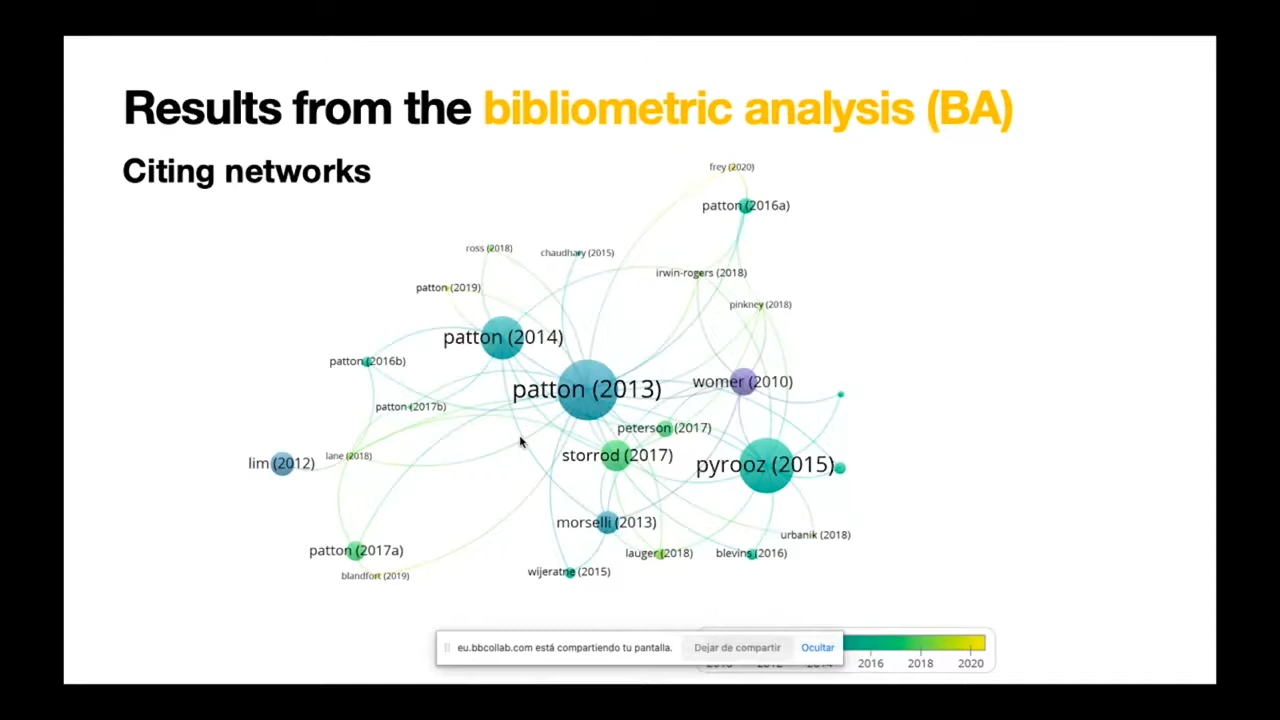 Results from the bibliometric analysis (BA)
Citing networks
frey (2020)
patton (2016a)
ross (2018)
chaudhary (2015)
irwin-rogers (2018)
patton (2019)
pinkney (2018)
patton (2014)
patton (2016b)
patton (2013)
womer (2010)
patton (2017b)
peterson (2017)
storrod (2017)
lane (2018)
lim (2012)
pyrooz (2015)
morselli (2013)
urbanik (2018)
patton (2017a)
lauger (2018)
blevins (2016)
wijeratne (2015)
blandfort (2019)
eu.bbcollab.com está compartiendo tu pantalla.
Dejar de compartir
Ocultar
2016 2018 2020